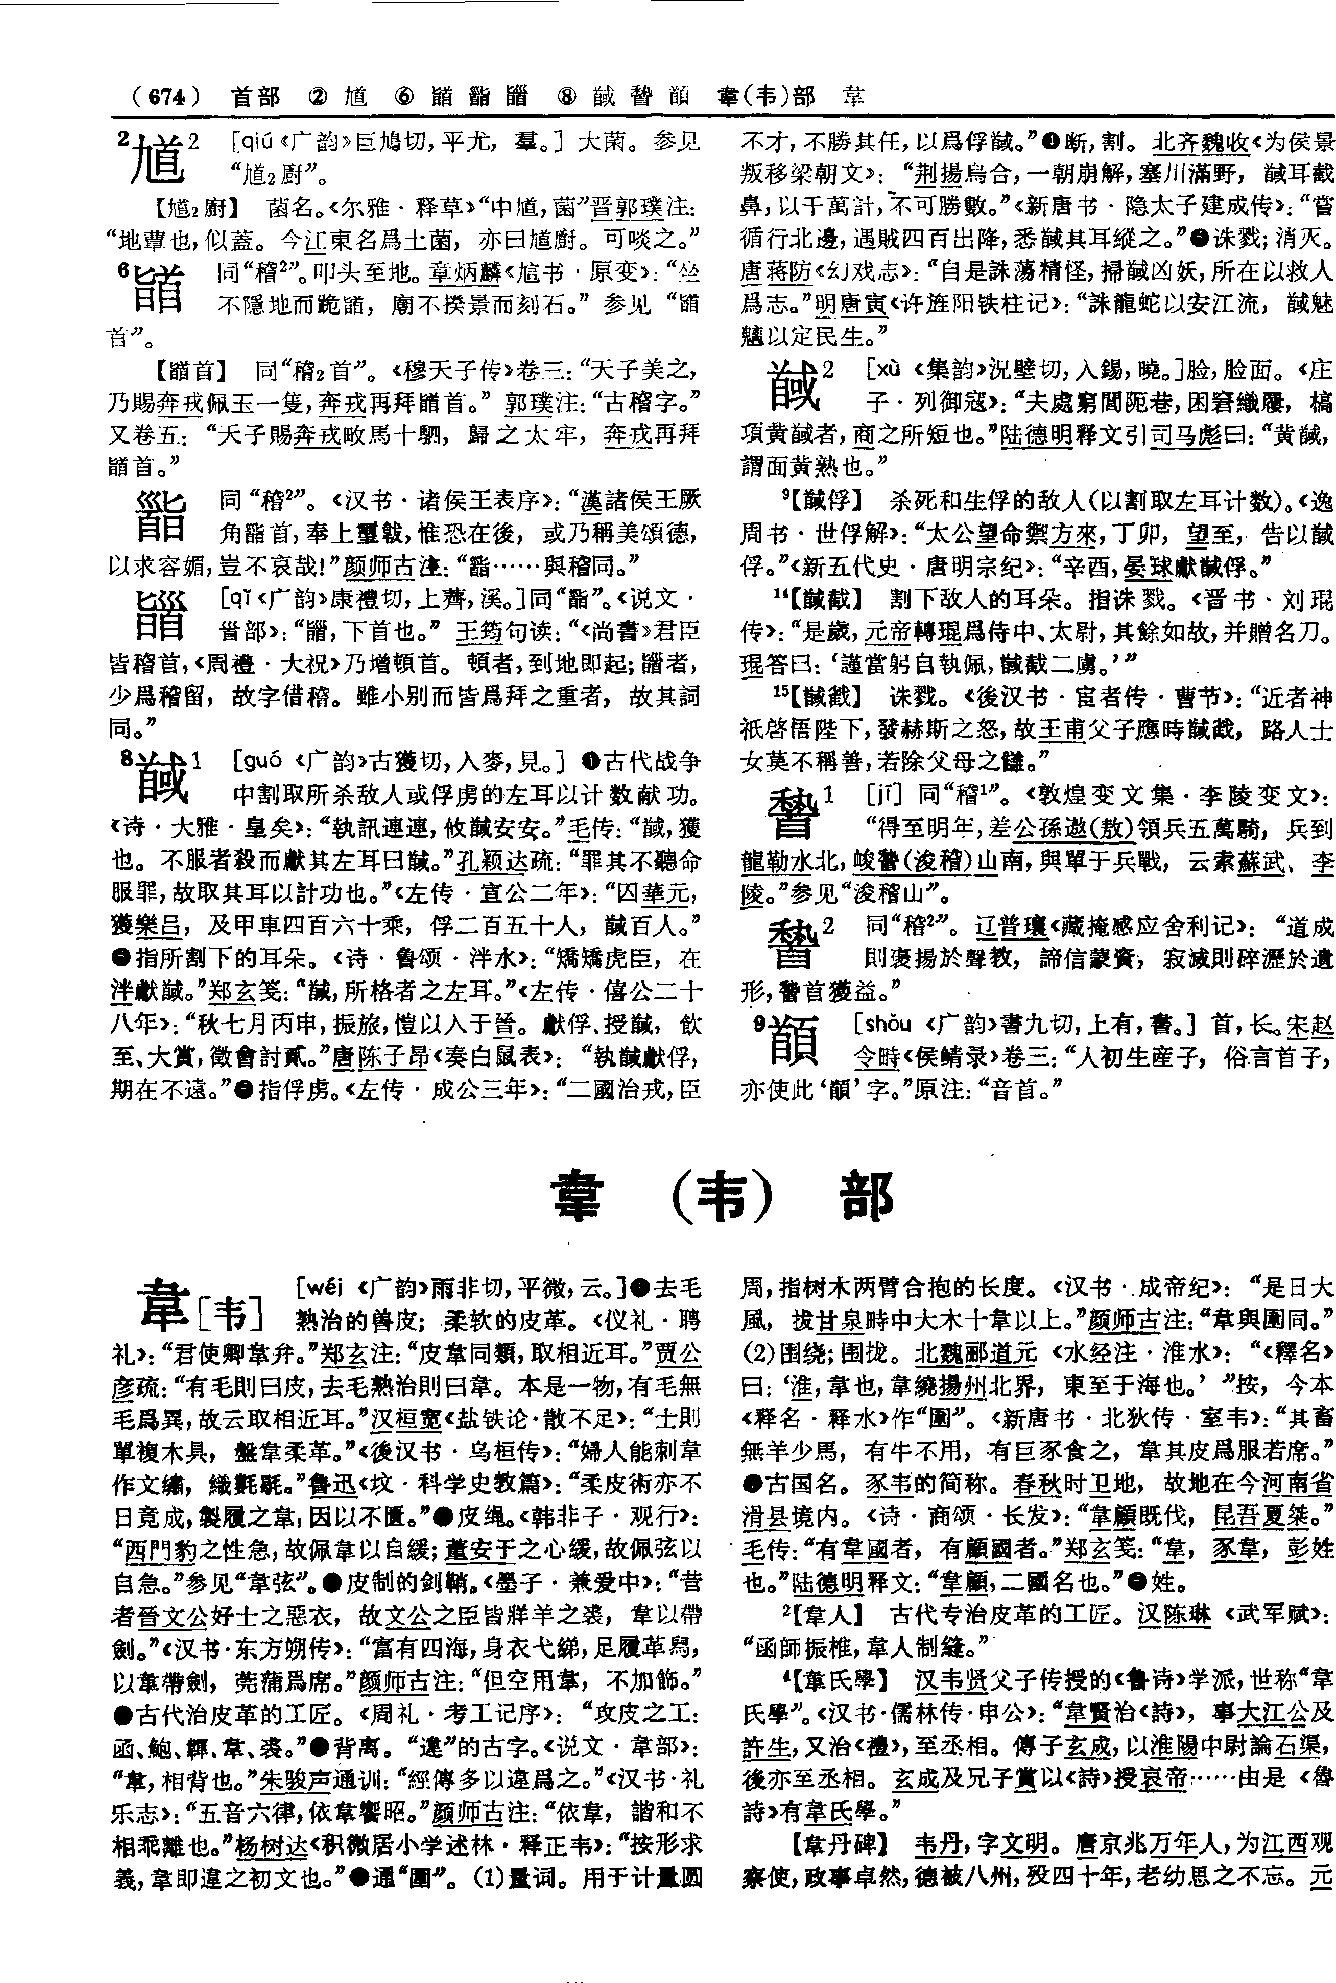 （674） 首部 ② 馗 ⑥ ⑧ 馘 韋(韦)部 韋
2馗2 [qiú《广韵》巨鳩切，平尤，羣。] 大菌。参见
“馗₂廚”。
【馗₂廚】 菌名。《尔雅·释草》“中馗，菌”晋郭璞注：
“地蕈也，似蓋。今江東名爲土菌，亦曰馗廚。可啖之。”
6 同“稽²”。叩头至地。章炳麟《訄书·原变》：“坐
不隱地而跪，廟不揆景而刻石。” 参见“
首”。
【首】 同“稽₂首”。《穆天子传》卷三：“天子美之，
乃賜奔戎佩玉一隻，奔戎再拜首。” 郭璞注：“古稽字。”
又卷五：“天子賜奔戎畋馬十駟，歸之太牢，奔戎再拜
首。”
同“稽²”。《汉书·诸侯王表序》：“漢諸侯王厥
角首，奉上璽韍，惟恐在後，或乃稱美頌德，
以求容媚，豈不哀哉！”颜师古注：“……與稽同。”
[qǐ《广韵》康禮切，上薺，溪。]同“”。《说文·
𩠐部》：“，下首也。” 王筠句读：“《尚書》君臣
皆稽首，《周禮·大祝》乃增頓首。頓者，到地即起；者，
少爲稽留，故字借稽。雖小别而皆爲拜之重者，故其詞
同。”
8馘1 [guó《广韵》古獲切，入麥，見。] ❶古代战争
中割取所杀敌人或俘虏的左耳以计数献功。
《诗·大雅·皇矣》：“執訊連連，攸馘安安。”毛传：“馘，獲
也。不服者殺而獻其左耳曰馘。”孔颖达疏：“罪其不聽命
服罪，故取其耳以計功也。”《左传·宣公二年》：“囚華元，
獲樂吕，及甲車四百六十乘，俘二百五十人，馘百人。”
❷指所割下的耳朵。《诗·鲁颂·泮水》：“矯矯虎臣，在
泮獻馘。”郑玄笺：“馘，所格者之左耳。”《左传·僖公二十
八年》：“秋七月丙申，振旅，愷以入于晉。獻俘、授馘，飲
至、大賞，徵會討貳。”唐陈子昂《奏白鼠表》：“執馘獻俘，
期在不遠。”❸指俘虏。《左传·成公三年》：“二國治戎，臣
不才，不勝其任，以爲俘馘。”❹断，割。北齐魏收《为侯景
叛移梁朝文》：“荆揚烏合，一朝崩解，塞川滿野，馘耳截
鼻，以千萬計，不可勝數。”《新唐书·隐太子建成传》：“嘗
循行北邊，遇賊四百出降，悉馘其耳縱之。”❺诛戮；消灭。
唐蒋防《幻戏志》：“自是誅蕩精怪，掃馘凶妖，所在以救人
爲志。”明唐寅《许旌阳铁柱记》：“誅龍蛇以安江流，馘魅
魑以定民生。”
馘2 [xù《集韵》況壁切，入錫，曉。]脸，脸面。《庄
子·列御寇》：“夫處窮閭阨巷，困窘織屨，槁
項黄馘者，商之所短也。”陆德明释文引司马彪曰：“黄馘，
謂面黄熟也。”
⁹【馘俘】 杀死和生俘的敌人(以割取左耳计数)。《逸
周书·世俘解》：“太公望命禦方來，丁卯，望至，告以馘
俘。”《新五代史·唐明宗纪》：“辛酉，晏球獻馘俘。”
¹⁴【馘截】 割下敌人的耳朵。指诛戮。《晋书·刘琨
传》：“是歲，元帝轉琨爲侍中、太尉，其餘如故，并贈名刀。
琨答曰：‘謹當躬自執佩，馘截二虜。’”
¹⁵【馘戮】 诛戮。《後汉书·宦者传·曹节》：“近者神
祇啓悟陛下，發赫斯之怒，故王甫父子應時馘戮，路人士
女莫不稱善，若除父母之讎。”
1 [jī] 同“稽¹”。《敦煌变文集·李陵变文》：
“得至明年，差公孫遨(敖)領兵五萬騎，兵到
龍勒水北，峻(浚稽)山南，與單于兵戰，云索蘇武、李
陵。”参见“浚稽山”。
2 同“稽²”。辽普瓌《藏掩感应舍利记》：“道成
則褒揚於聲教，諦信蒙資，寂滅則碎瀝於遺
形，首獲益。”
9 [shǒu《广韵》書九切，上有，書。] 首，长。宋赵
令畤《侯鲭录》卷三：“人初生産子，俗言首子，
亦使此‘’字。”原注：“音首。”
韋 (韦) 部
韋[韦] [wéi《广韵》雨非切，平微，云。]❶去毛
熟治的兽皮；柔软的皮革。《仪礼·聘
礼》：“君使卿韋弁。”郑玄注：“皮韋同類，取相近耳。”贾公
彦疏：“有毛則曰皮，去毛熟治則曰韋。本是一物，有毛無
毛爲異，故云取相近耳。”汉桓宽《盐铁论·散不足》：“士則
單複木具，盤韋柔革。”《後汉书·乌桓传》：“婦人能刺韋
作文繡，織氀毼。”鲁迅《坟·科学史教篇》：“柔皮術亦不
日竟成，製履之韋，因以不匱。”❷皮绳。《韩非子·观行》：
“西門豹之性急，故佩韋以自緩；董安于之心緩，故佩弦以
自急。”参见“韋弦”。❸皮制的剑鞘。《墨子·兼爱中》：“昔
者晉文公好士之惡衣，故文公之臣皆牂羊之裘，韋以帶
劍。”《汉书·东方朔传》：“富有四海，身衣弋綈，足履革舄，
以韋帶劍，莞蒲爲席。”颜师古注：“但空用韋，不加飾。”
❹古代治皮革的工匠。《周礼·考工记序》：“攻皮之工：
函、鮑、韗、韋、裘。”❺背离。“違”的古字。《说文·韋部》：
“韋，相背也。”朱骏声通训：“經傳多以違爲之。”《汉书·礼
乐志》：“五音六律，依韋饗昭。”颜师古注：“依韋，諧和不
相乖離也。”杨树达《积微居小学述林·释正韦》：“按形求
義，韋即違之初文也。”❻通“圍”。(1)量词。用于计量圆
周，指树木两臂合抱的长度。《汉书·成帝纪》：“是日大
風，拔甘泉畤中大木十韋以上。”颜师古注：“韋與圍同。”
(2)围绕；围拢。北魏郦道元《水经注·淮水》：“《釋名》
曰：‘淮，韋也，韋繞揚州北界，東至于海也。’”按，今本
《释名·释水》作“圍”。《新唐书·北狄传·室韦》：“其畜
無羊少馬，有牛不用，有巨豕食之，韋其皮爲服若席。”
❼古国名。豕韦的简称。春秋时卫地，故地在今河南省
滑县境内。《诗·商颂·长发》：“韋顧既伐，昆吾夏桀。”
毛传：“有韋國者，有顧國者。”郑玄笺：“韋，豕韋，彭姓
也。”陆德明释文：“韋顧，二國名也。”❽姓。
²【韋人】 古代专治皮革的工匠。汉陈琳《武军赋》：
“函師振椎，韋人制縫。”
⁴【韋氏學】 汉韦贤父子传授的《鲁诗》学派，世称“韋
氏學”。《汉书·儒林传·申公》：“韋賢治《詩》，事大江公及
許生，又治《禮》，至丞相。傳子玄成，以淮陽中尉論石渠，
後亦至丞相。玄成及兄子賞以《詩》授哀帝……由是《魯
詩》有韋氏學。”
【韋丹碑】 韦丹，字文明。唐京兆万年人，为江西观
察使，政事卓然，德被八州，殁四十年，老幼思之不忘。元